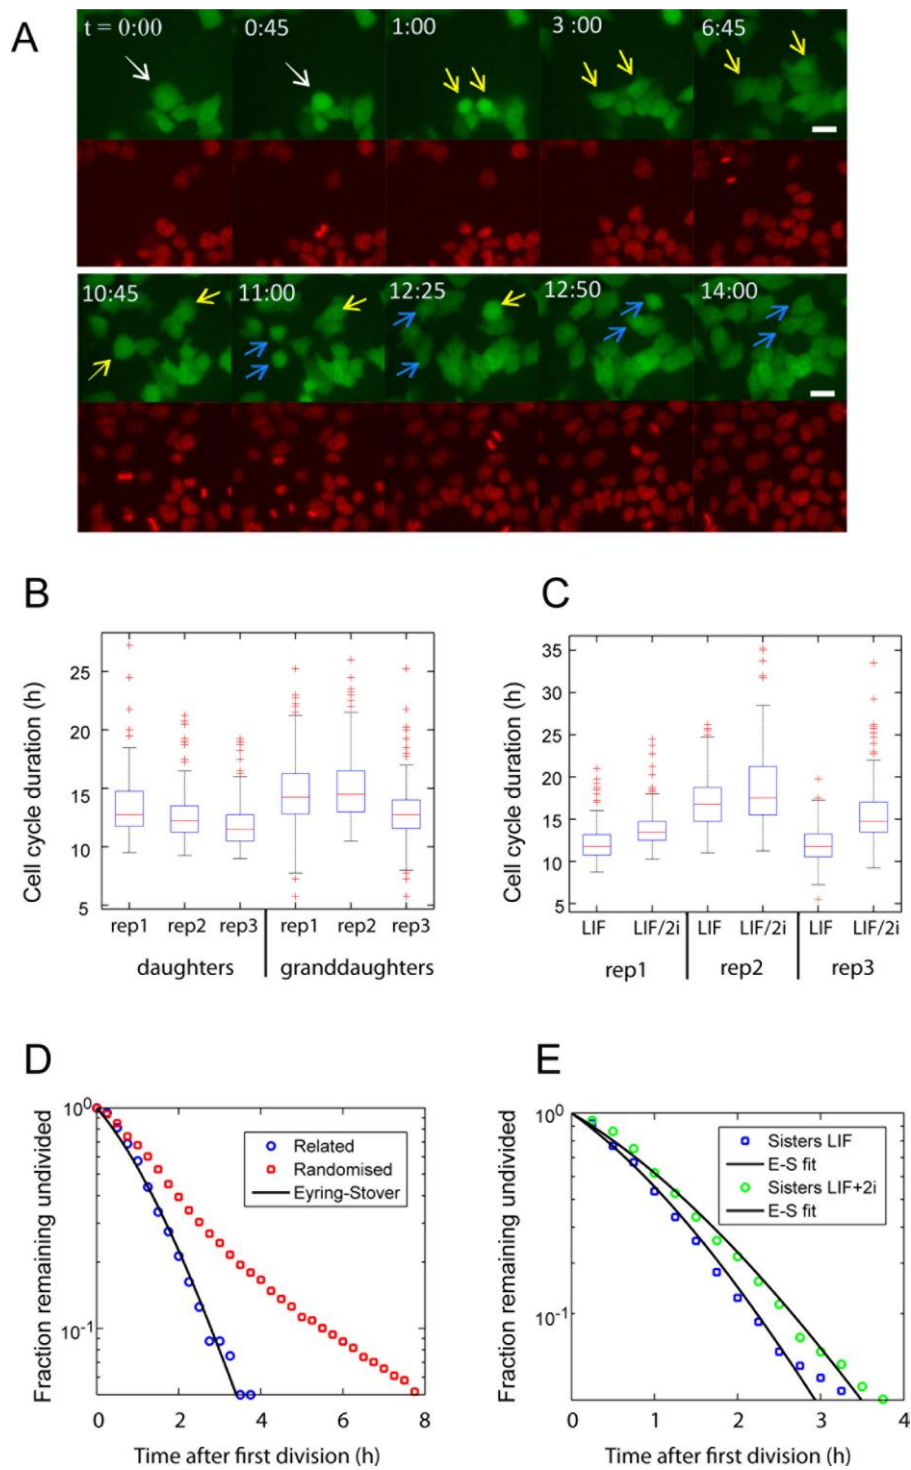 A
t = 0:00 0:45 1:00 3:00 6:45
10:45 11:00 12:25 12:50 14:00
B
Cell cycle duration (h)
25
20
15
10
5
rep1 rep2 rep3 rep1 rep2 rep3
daughters granddaughters
C
Cell cycle duration (h)
35
30
25
20
15
10
5
LIF LIF/2i LIF LIF/2i LIF LIF/2i
rep1 rep2 rep3
D
Fraction remaining undivided
10^0
10^-1
Related
Randomised
Eyring-Stover
0 2 4 6 8
Time after first division (h)
E
Fraction remaining undivided
10^0
10^-1
Sisters LIF
E-S fit
Sisters LIF+2i
E-S fit
0 1 2 3 4
Time after first division (h)